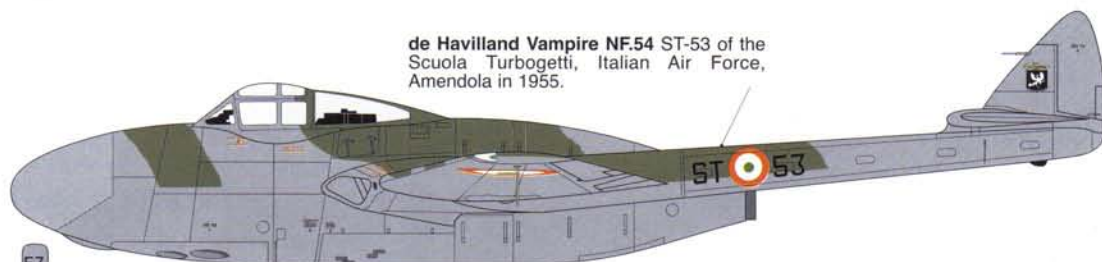 de Havilland Vampire NF.54 ST-53 of the
Scuola Turbogetti, Italian Air Force,
Amendola in 1955.
ST 53